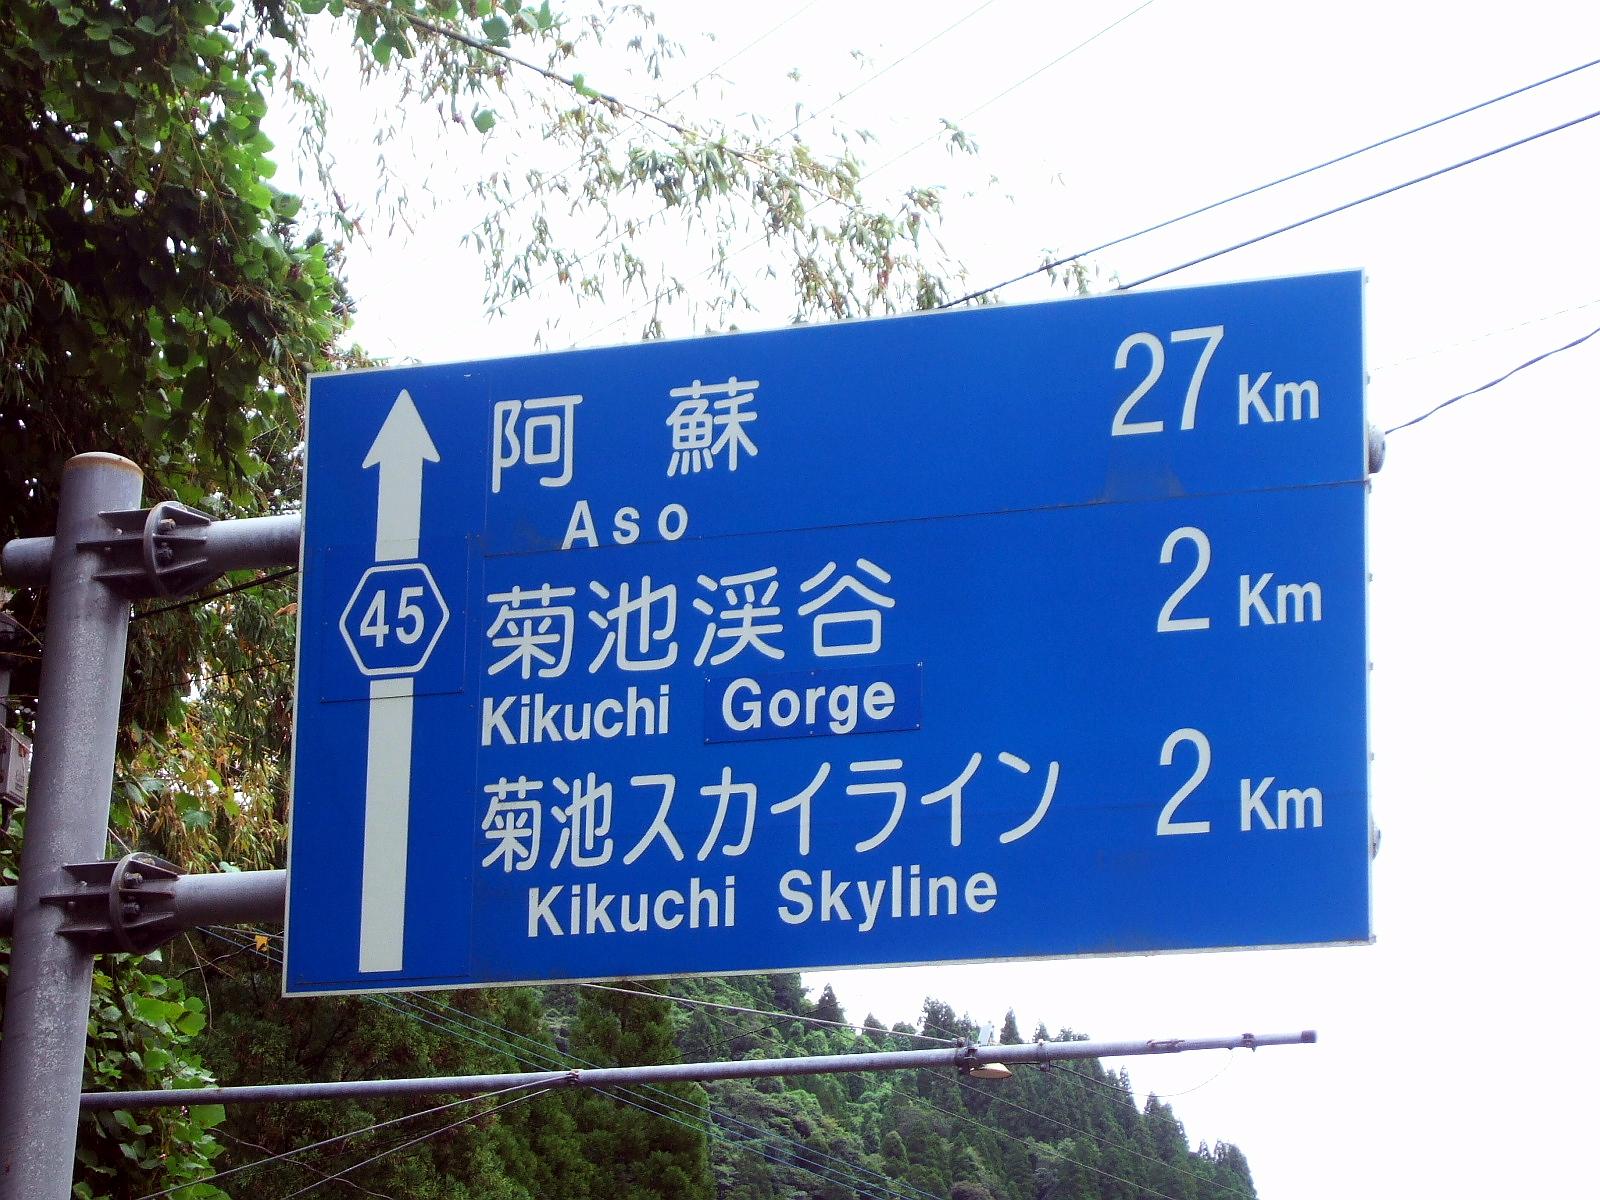 阿 蘇 27 Km
Aso
45
菊池渓谷 2 Km
Kikuchi Gorge
菊池スカイライン 2 Km
Kikuchi Skyline